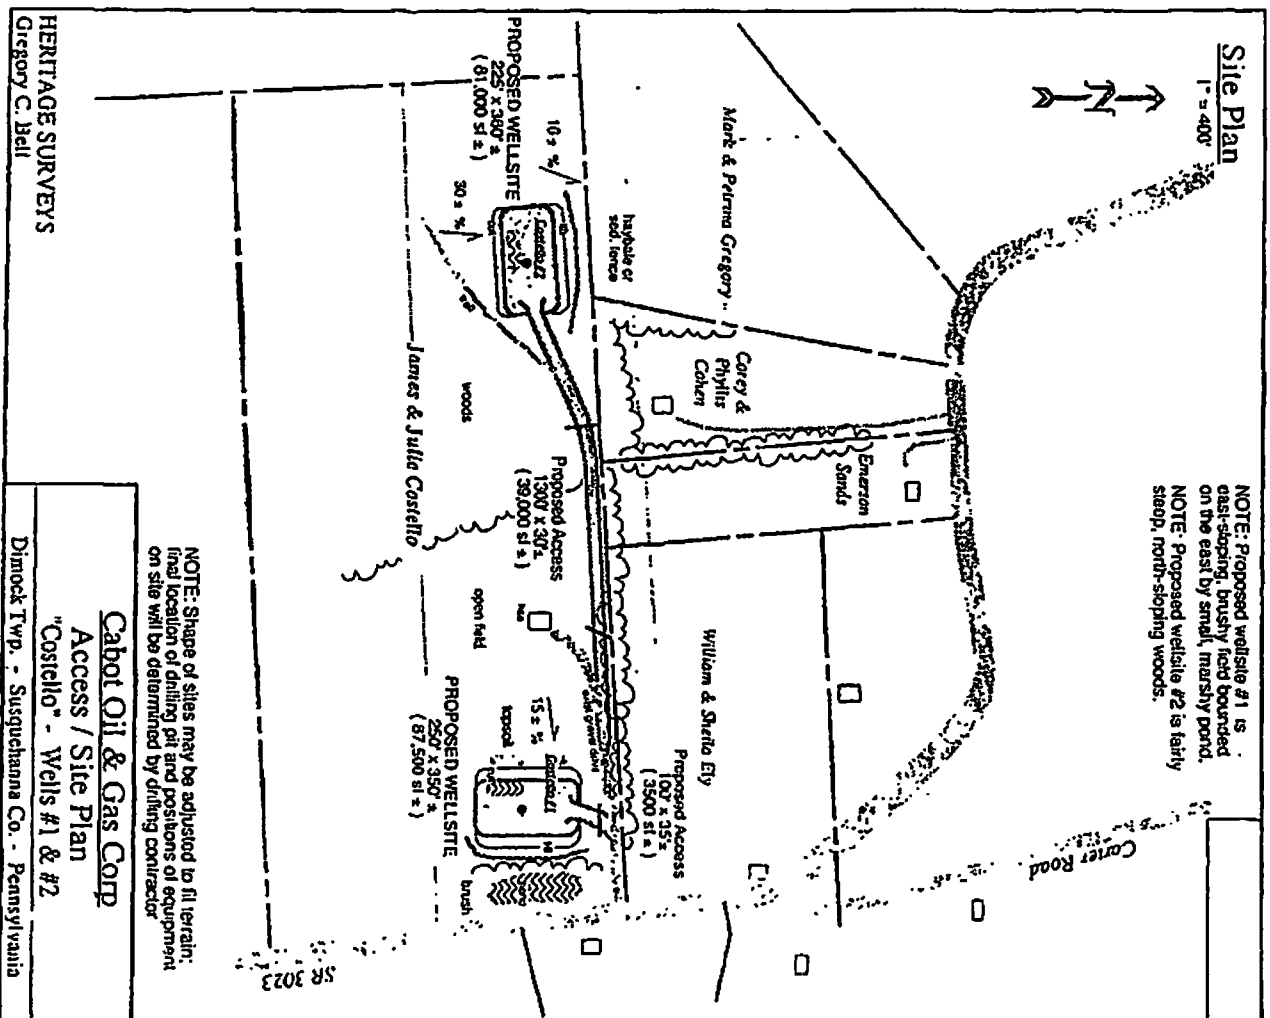 Site Plan
1" = 400'
N
NOTE: Proposed wellsite #1 is
east-sloping, brushy field bounded
on the east by small, marshy pond.
NOTE: Proposed wellsite #2 is fairly
steep, north-sloping woods.
Carter Road
Mark & Petrina Gregory
Corey &
Phyllis
Cohen
Emerson
Sands
William & Sheila Ely
haybale or
sed. fence
10 ± %
PROPOSED WELLSITE
225' x 360' ±
( 81,000 sf ± )
30 ± %
Costello #2
woods
James & Julia Costello
Proposed Access
1300' x 30' ±
( 39,000 sf ± )
open field
hse
Proposed Access
100' x 35' ±
( 3500 sf ± )
15 ± %
topsoil
Costello #1
PROPOSED WELLSITE
250' x 350' ±
( 87,500 sf ± )
brush
SR 3023
NOTE: Shape of sites may be adjusted to fit terrain;
final location of drilling pit and positions of equipment
on site will be determined by drilling contractor
HERITAGE SURVEYS
Gregory C. Bell
Cabot Oil & Gas Corp
Access / Site Plan
"Costello" - Wells #1 & #2
Dimock Twp. - Susquehanna Co. - Pennsylvania